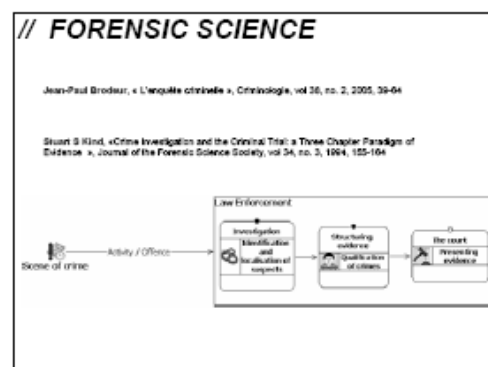 // FORENSIC SCIENCE
Jean-Paul Brodeur, « L'enquête criminelle », Criminologie, vol 38, no. 2, 2005, 39-64
Stuart S Kind, «Crime Investigation and the Criminal Trial: a Three Chapter Paradigm of
Evidence », Journal of the Forensic Science Society, vol 34, no. 3, 1994, 155-164
Law Enforcement
Scene of crime
Activity / Offence
Investigation
Identification
and
localisation of
suspects
Structuring
evidence
Qualification
of crimes
The court
Presenting
evidence